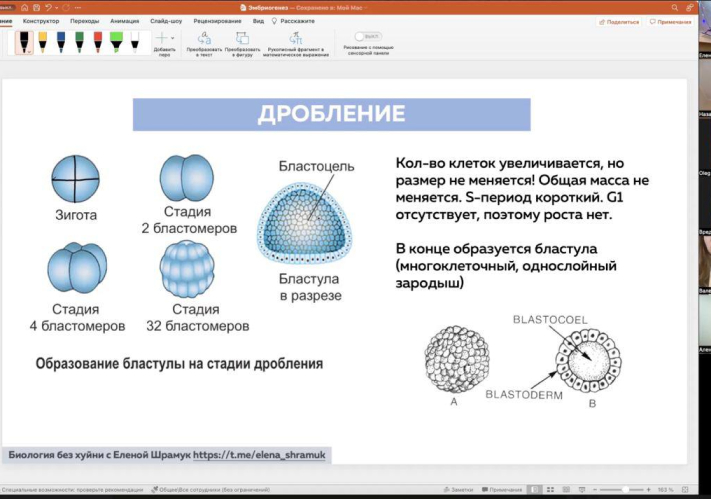 Эмбриогенез — Сохранено в: Мой Mac
Конструктор Переходы Анимация Слайд-шоу Рецензирование Вид Расскажите
Поделиться Примечания
Добавить перо
Преобразовать в текст
Преобразовать в фигуру
Рукописный фрагмент в математическое выражение
ВЫКЛ
Рисование с помощью сенсорной панели
ДРОБЛЕНИЕ
Зигота
Стадия
2 бластомеров
Стадия
4 бластомеров
Стадия
32 бластомеров
Бластоцель
Бластула
в разрезе
Образование бластулы на стадии дробления
Кол-во клеток увеличивается, но
размер не меняется! Общая масса не
меняется. S-период короткий. G1
отсутствует, поэтому роста нет.
В конце образуется бластула
(многоклеточный, однослойный
зародыш)
BLASTOCOEL
BLASTODERM
A
B
Биология без хуйни с Еленой Шрамук https://t.me/elena_shramuk
Специальные возможности: проверьте рекомендации
Общие|Все сотрудники (без ограничений)
Заметки Примечания